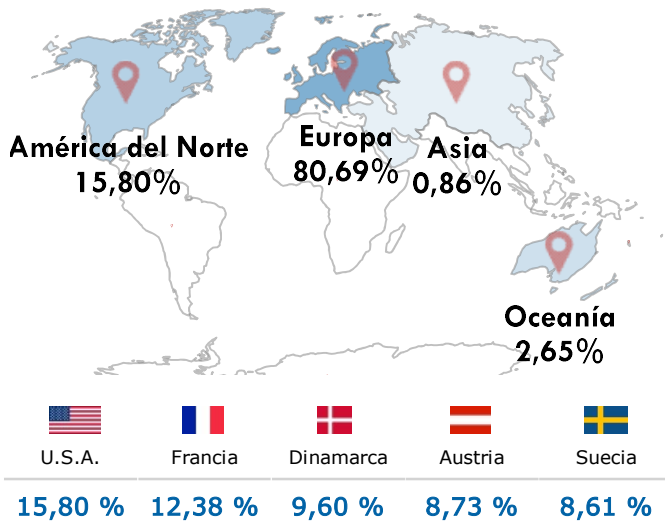 América del Norte
15,80%
Europa
80,69%
Asia
0,86%
Oceanía
2,65%
U.S.A. Francia Dinamarca Austria Suecia
15,80 % 12,38 % 9,60 % 8,73 % 8,61 %